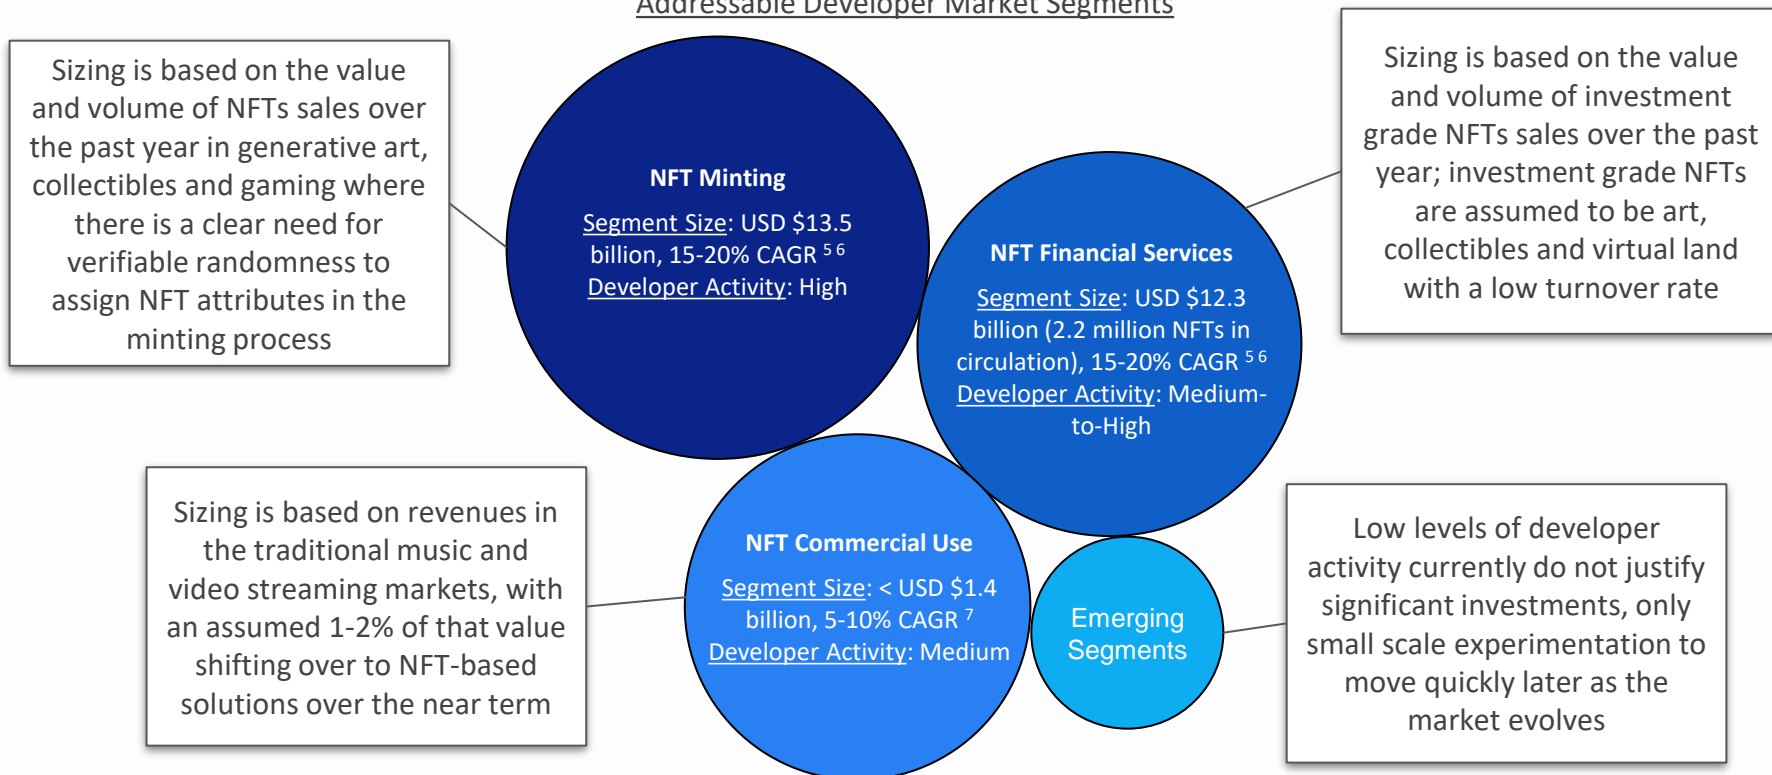 Addressable Developer Market Segments
Sizing is based on the value
and volume of NFTs sales over
the past year in generative art,
collectibles and gaming where
there is a clear need for
verifiable randomness to
assign NFT attributes in the
minting process
NFT Minting
Segment Size: USD $13.5
billion, 15-20% CAGR 5 6
Developer Activity: High
Sizing is based on the value
and volume of investment
grade NFTs sales over the past
year; investment grade NFTs
are assumed to be art,
collectibles and virtual land
with a low turnover rate
NFT Financial Services
Segment Size: USD $12.3
billion (2.2 million NFTs in
circulation), 15-20% CAGR 5 6
Developer Activity: Medium-
to-High
Sizing is based on revenues in
the traditional music and
video streaming markets, with
an assumed 1-2% of that value
shifting over to NFT-based
solutions over the near term
NFT Commercial Use
Segment Size: < USD $1.4
billion, 5-10% CAGR 7
Developer Activity: Medium
Emerging
Segments
Low levels of developer
activity currently do not justify
significant investments, only
small scale experimentation to
move quickly later as the
market evolves